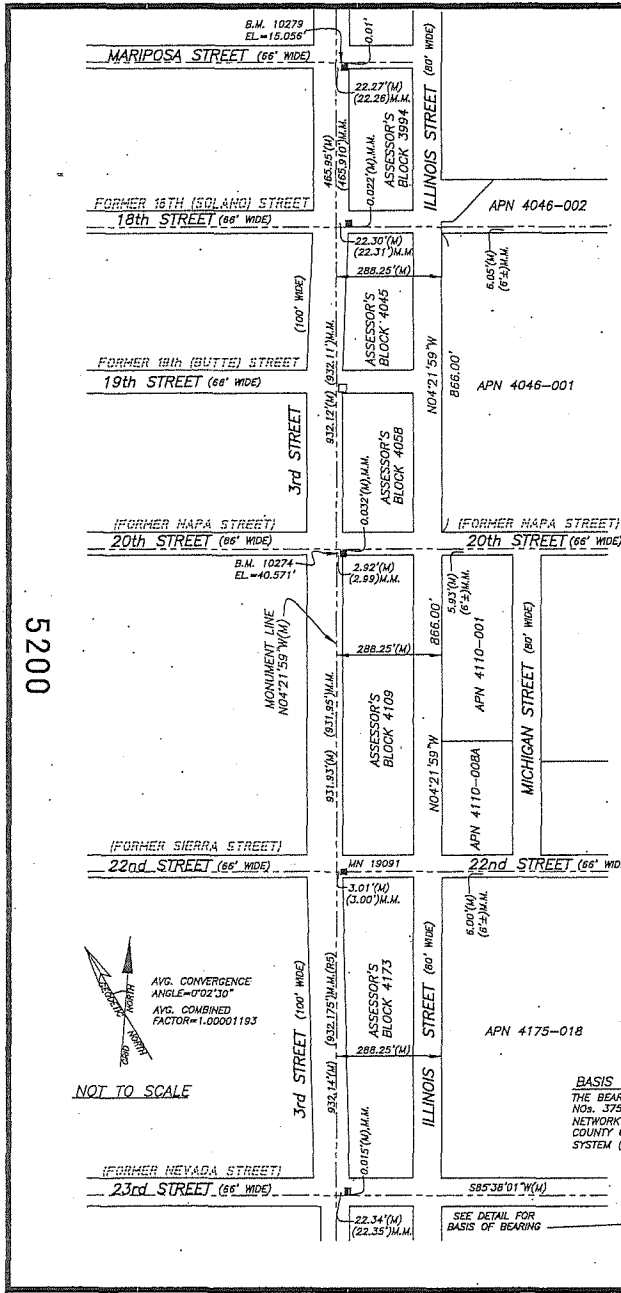 B.M. 10279
EL.=15.056'
0.01'
MARIPOSA STREET (66' WIDE)
22.27'(M)
(22.26)M.M.
465.95'(M)
(465.910')M.M.
ASSESSOR'S
BLOCK 3994
ILLINOIS STREET (80' WIDE)
0.022'(M),M.M.
FORMER 18TH (SOLANO) STREET
18th STREET (66' WIDE)
APN 4046-002
22.30'(M)
(22.31')M.M
288.25'(M)
6.05'(M)
(6'±)M.M.
(100' WIDE)
932.12'(M) (932.11')M.M.
ASSESSOR'S
BLOCK 4045
N04°21'59"W
866.00'
FORMER 19th (BUTTE) STREET
19th STREET (66' WIDE)
APN 4046-001
3rd STREET
ASSESSOR'S
BLOCK 4058
0.032'(M),M.M.
(FORMER NAPA STREET)
20th STREET (66' WIDE)
) (FORMER NAPA STREET)
20th STREET (66' WIDE)
B.M. 10274
EL.=40.571'
2.92'(M)
(2.99)M.M.
5.93'(M)
(6'±)M.M.
MONUMENT LINE
N04°21'59"W(M)
288.25'(M)
866.00'
APN 4110-001
MICHIGAN STREET (80' WIDE)
5200
931.93'(M) (931.95')M.M.
ASSESSOR'S
BLOCK 4109
N04°21'59"W
APN 4110-008A
(FORMER SIERRA STREET)
22nd STREET (66' WIDE)
MN 19091
22nd STREET (66' WID
3.01'(M)
(3.00')M.M.
6.00'(M)
(6'±)M.M.
GEODETIC NORTH
GRID NORTH
AVG. CONVERGENCE
ANGLE=0°02'30"
AVG. COMBINED
FACTOR=1.00001193
NOT TO SCALE
3rd STREET (100' WIDE)
932.14'(M) (932.175')M.M.(R5)
ASSESSOR'S
BLOCK 4173
288.25'(M)
ILLINOIS STREET (80' WIDE)
APN 4175-018
BASIS
THE BEAR
NOs. 375
NETWORK
COUNTY
SYSTEM (
0.015'(M),M.M.
(FORMER NEVADA STREET)
23rd STREET (66' WIDE)
S85°38'01"W(M)
22.34'(M)
(22.35')M.M.
SEE DETAIL FOR
BASIS OF BEARING